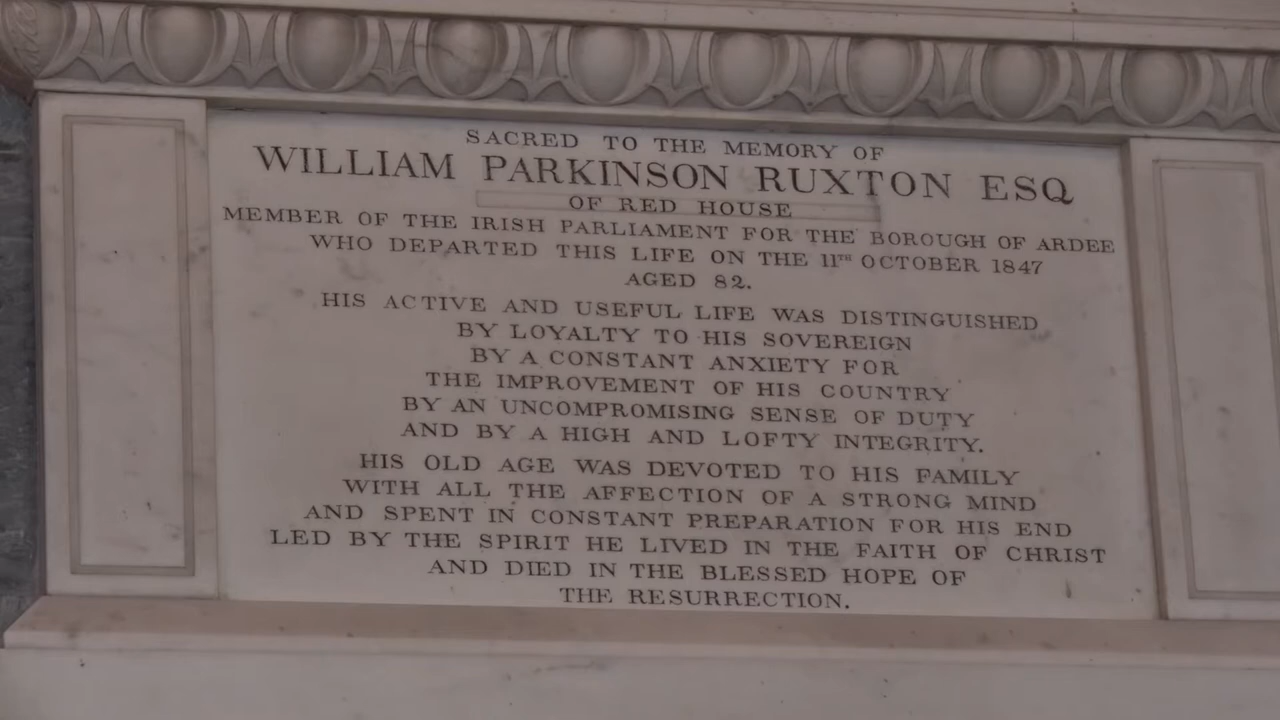 SACRED TO THE MEMORY OF
WILLIAM PARKINSON RUXTON ESQ
OF RED HOUSE
MEMBER OF THE IRISH PARLIAMENT FOR THE BOROUGH OF ARDEE
WHO DEPARTED THIS LIFE ON THE 11TH OCTOBER 1847
AGED 82.
HIS ACTIVE AND USEFUL LIFE WAS DISTINGUISHED
BY LOYALTY TO HIS SOVEREIGN
BY A CONSTANT ANXIETY FOR
THE IMPROVEMENT OF HIS COUNTRY
BY AN UNCOMPROMISING SENSE OF DUTY
AND BY A HIGH AND LOFTY INTEGRITY.
HIS OLD AGE WAS DEVOTED TO HIS FAMILY
WITH ALL THE AFFECTION OF A STRONG MIND
AND SPENT IN CONSTANT PREPARATION FOR HIS END
LED BY THE SPIRIT HE LIVED IN THE FAITH OF CHRIST
AND DIED IN THE BLESSED HOPE OF
THE RESURRECTION.